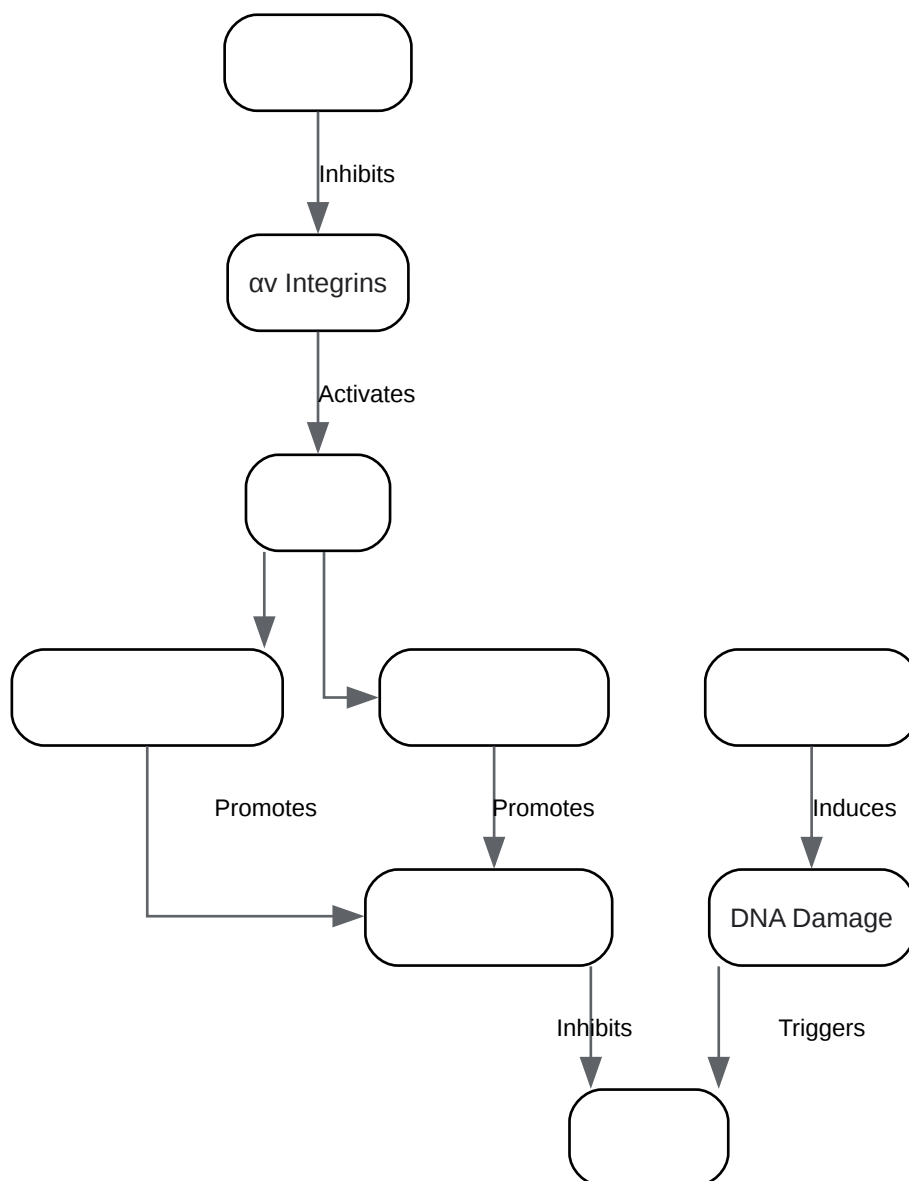 Inhibits
αv Integrins
Activates
Promotes
Promotes
Induces
DNA Damage
Inhibits
Triggers